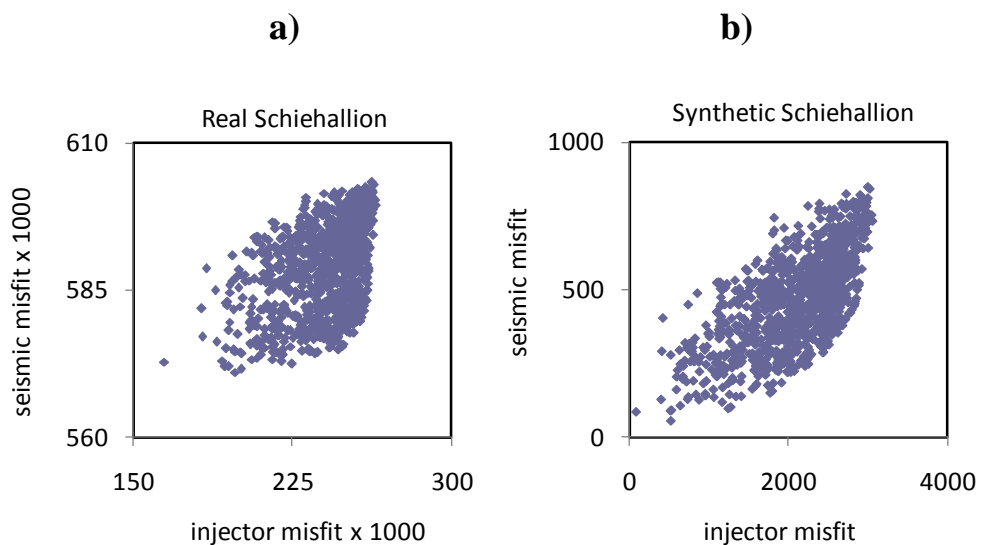 a)
b)
Real Schiehallion
610
585
560
seismic misfit x 1000
150 225 300
injector misfit x 1000
Synthetic Schiehallion
1000
500
0
seismic misfit
0 2000 4000
injector misfit